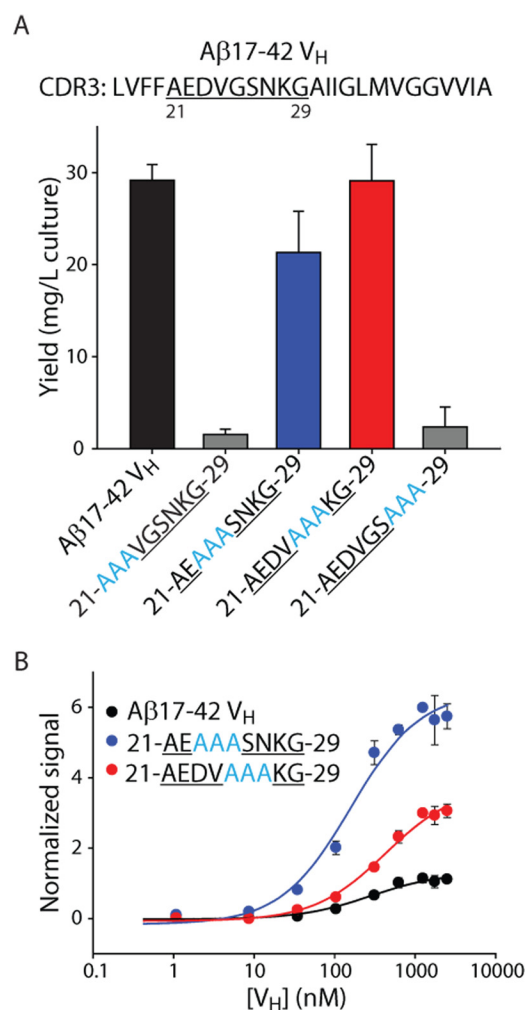 A
Aβ17-42 VH
CDR3: LVFFAEDVGSNKGAIIGLMVGGVVIA
21 29
Yield (mg/L culture)
30
20
10
0
Aβ17-42 VH
21-AAAVGSNKG-29
21-AEAAASNKG-29
21-AEDVAAAKG-29
21-AEDVGSAAA-29
B
Normalized signal
6
4
2
0
Aβ17-42 VH
21-AEAAASNKG-29
21-AEDVAAAKG-29
0.1 1 10 100 1000 10000
[VH] (nM)